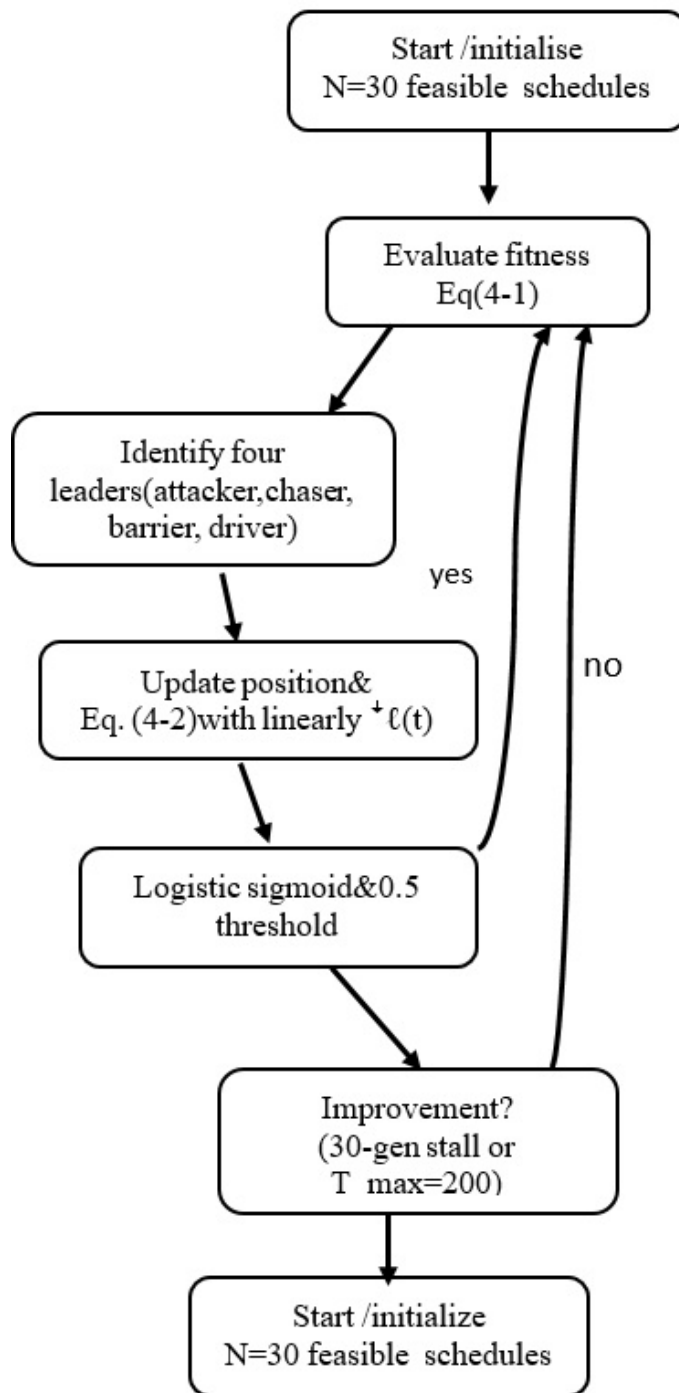 Start /initialise
N=30 feasible schedules
Evaluate fitness
Eq(4-1)
Identify four
leaders(attacker,chaser,
barrier, driver)
yes
no
Update position&
Eq. (4-2)with linearly ↓ℓ(t)
Logistic sigmoid&0.5
threshold
Improvement?
(30-gen stall or
T_max=200)
Start /initialize
N=30 feasible schedules